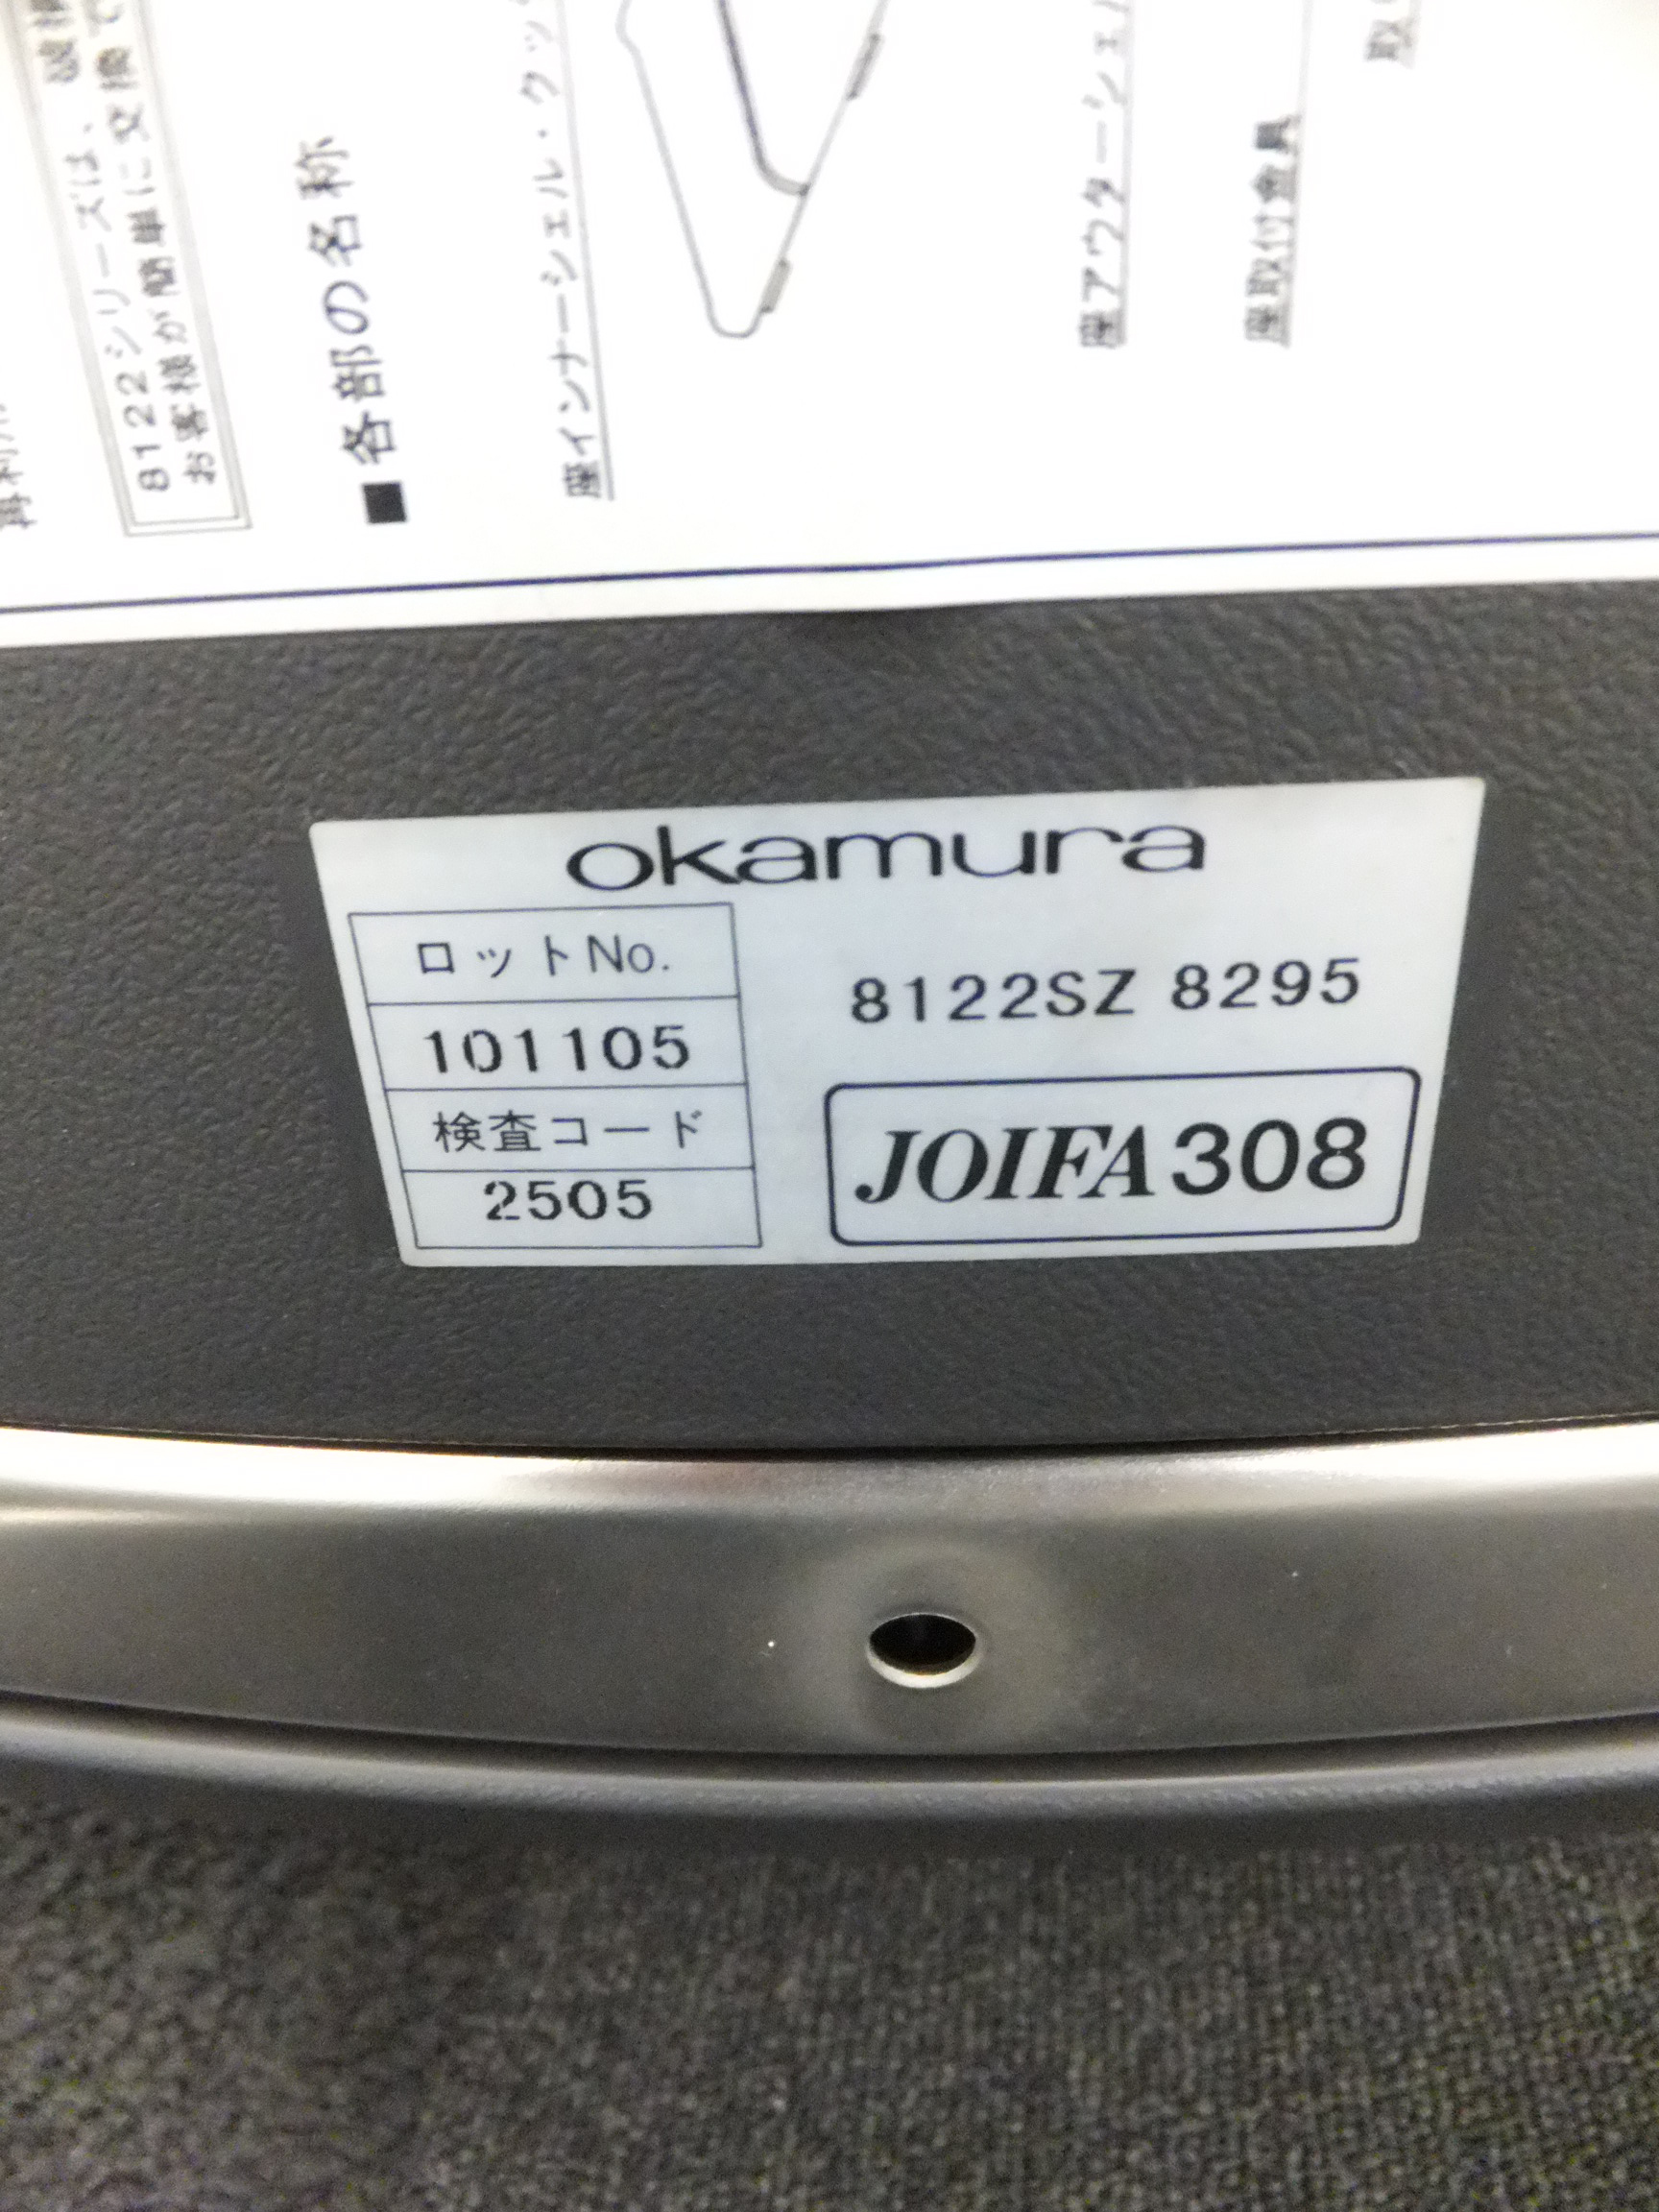 8122シリーズは、
お客様が簡単に交換で
■各部の名称
座インナーシェル・クッ
座アウターシェル
座取付金具
取
okamura
ロットNo.
101105
検査コード
2505
8122SZ 8295
JOIFA308